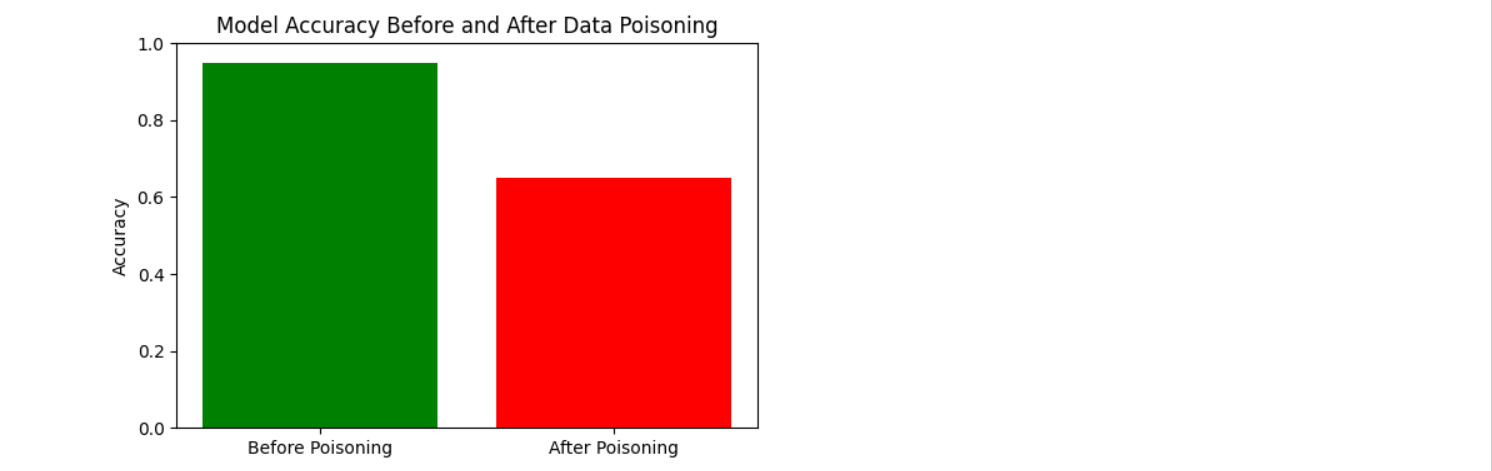 Model Accuracy Before and After Data Poisoning
1.0
0.8
0.6
0.4
0.2
0.0
Accuracy
Before Poisoning
After Poisoning